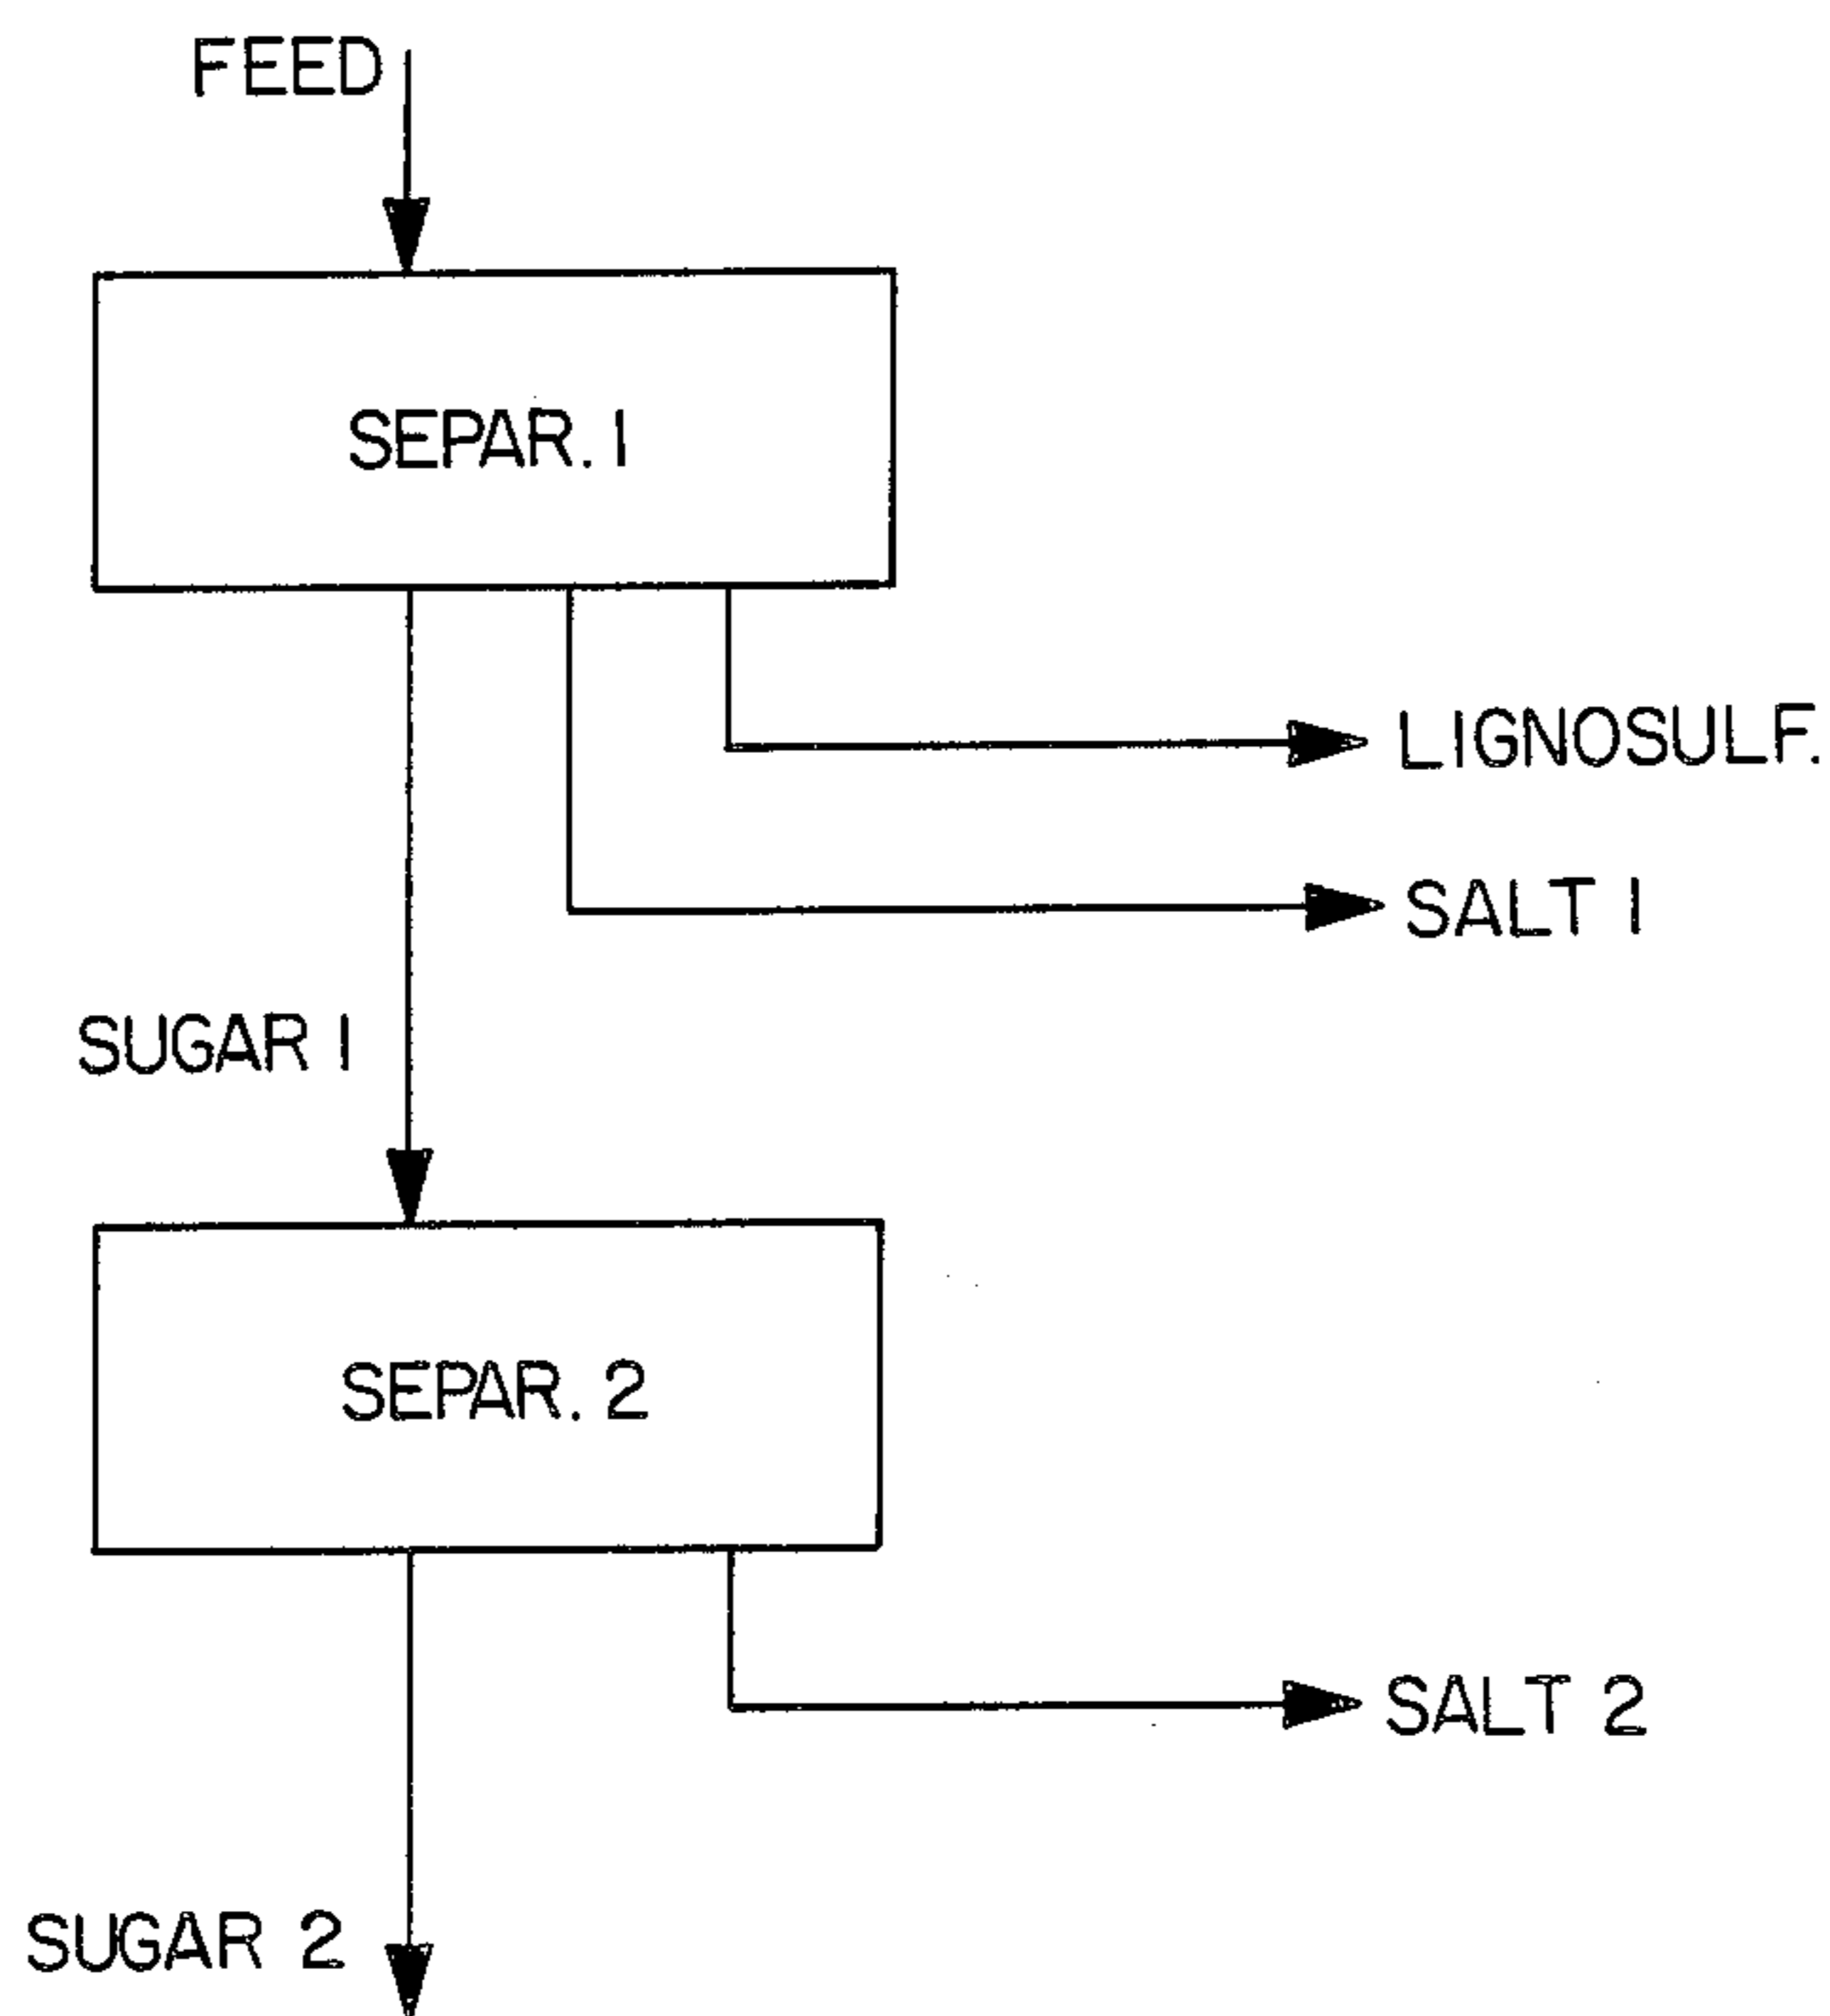 FEED
SEPAR. 1
LIGNOSULF.
SALT 1
SUGAR 1
SEPAR. 2
SALT 2
SUGAR 2